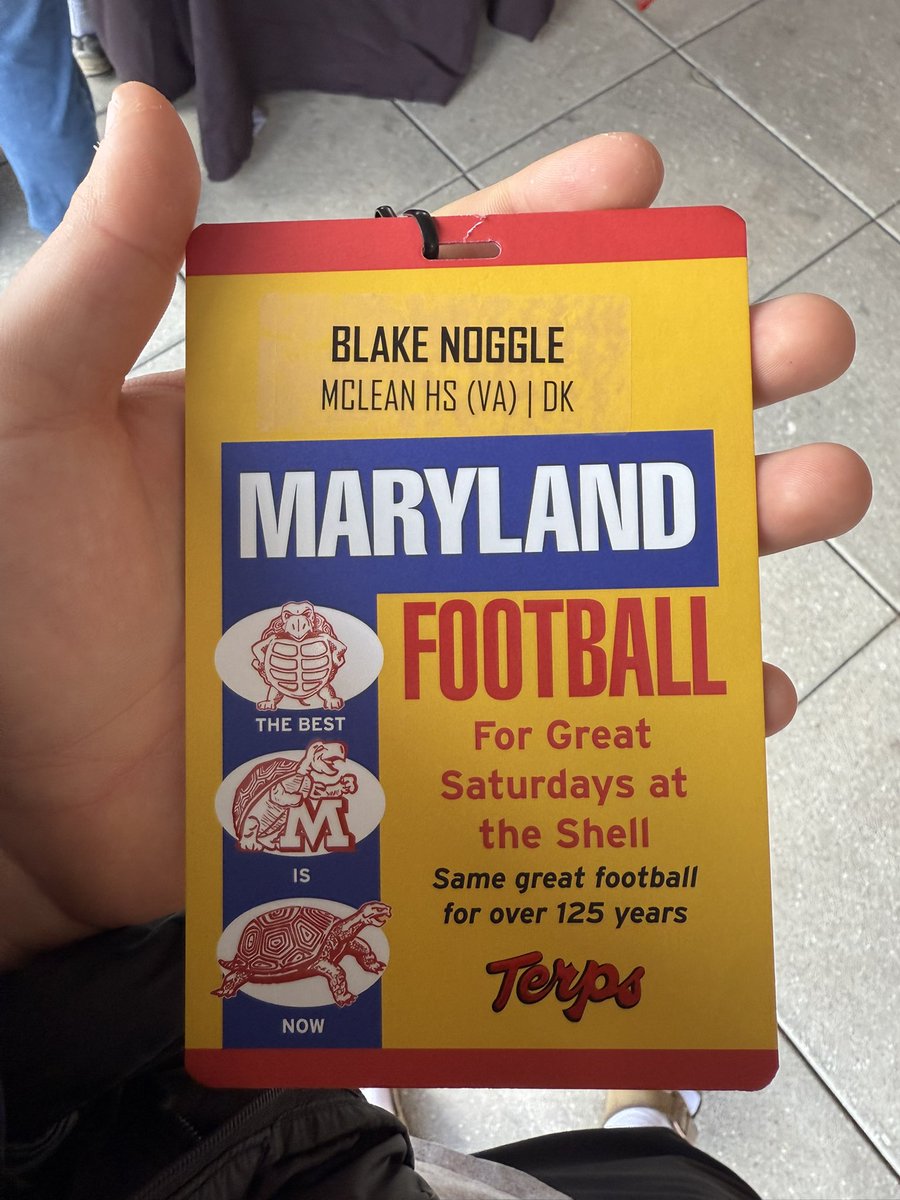 BLAKE NOGGLE
MCLEAN HS (VA) | DK
MARYLAND
FOOTBALL
For Great
Saturdays at
the Shell
Same great football
for over 125 years
Terps
THE BEST
M
IS
NOW